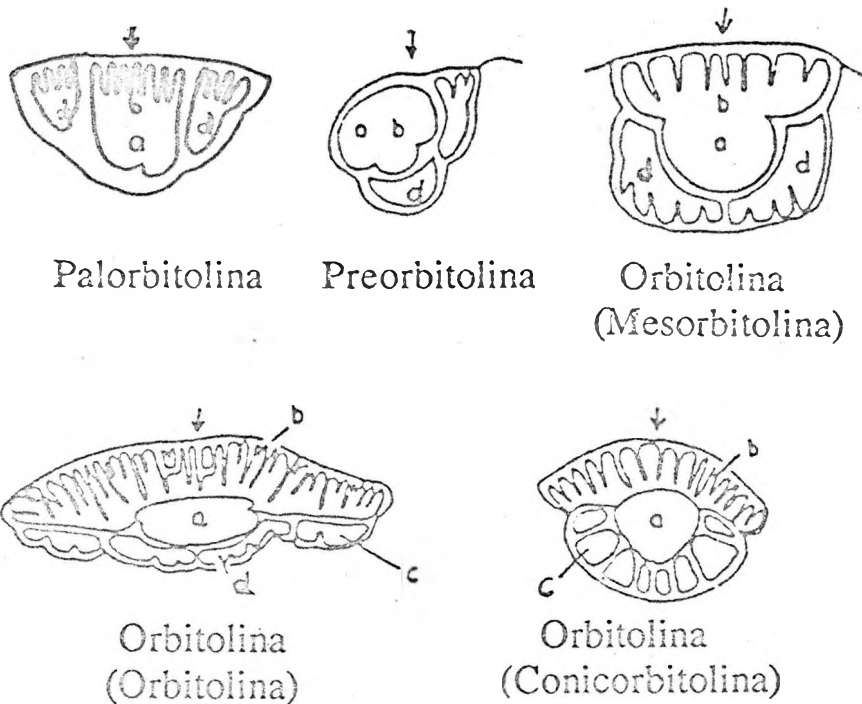 b
d
a
d
a b
d
b
a
d
d
Palorbitolina
Preorbitolina
Orbitolina
(Mesorbitolina)
b
a
c
d
b
a
c
Orbitolina
(Orbitolina)
Orbitolina
(Conicorbitolina)